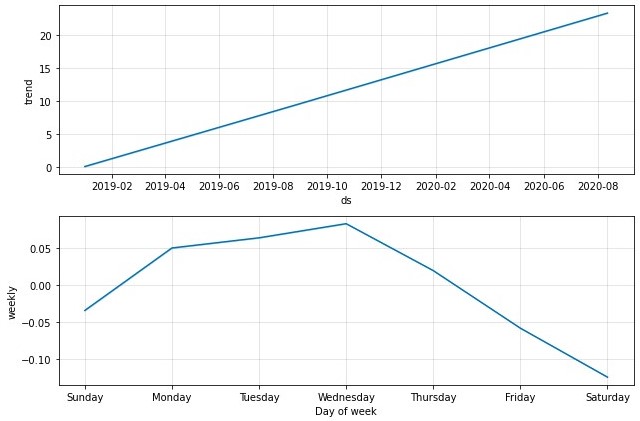 20
15
10
5
0
trend
2019-02 2019-04 2019-06 2019-08 2019-10 2019-12 2020-02 2020-04 2020-06 2020-08
ds
0.05
0.00
−0.05
−0.10
weekly
Sunday Monday Tuesday Wednesday Thursday Friday Saturday
Day of week